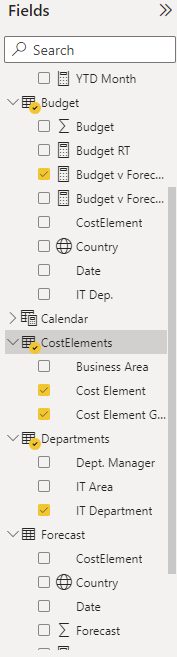 Fields
Search
YTD Month
Budget
Budget
Budget RT
Budget v Forec...
Budget v Forec...
CostElement
Country
Date
IT Dep.
Calendar
CostElements
Business Area
Cost Element
Cost Element G...
Departments
Dept. Manager
IT Area
IT Department
Forecast
CostElement
Country
Date
Forecast